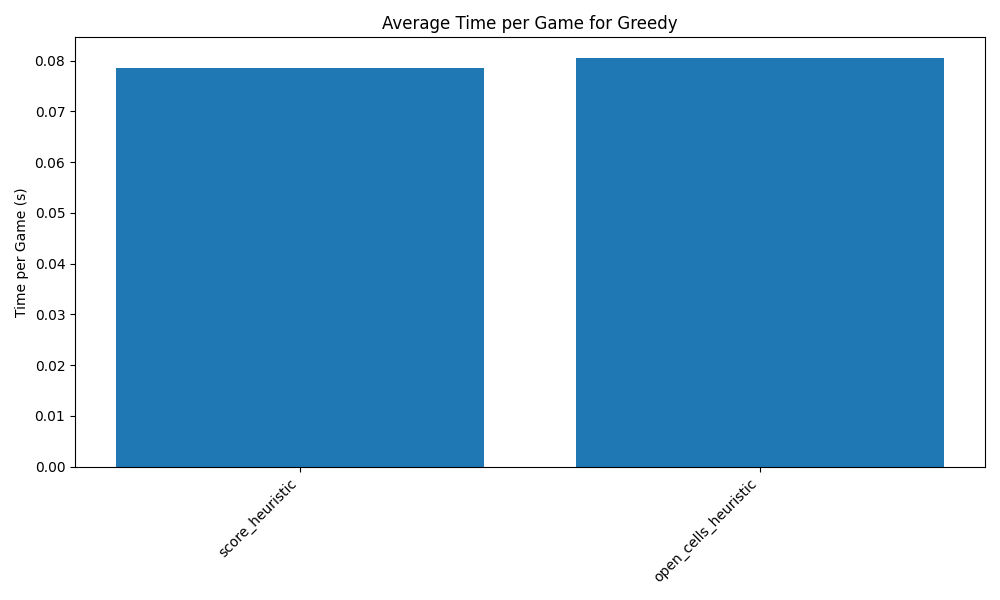 Average Time per Game for Greedy
Time per Game (s)
0.08
0.07
0.06
0.05
0.04
0.03
0.02
0.01
0.00
score_heuristic
open_cells_heuristic